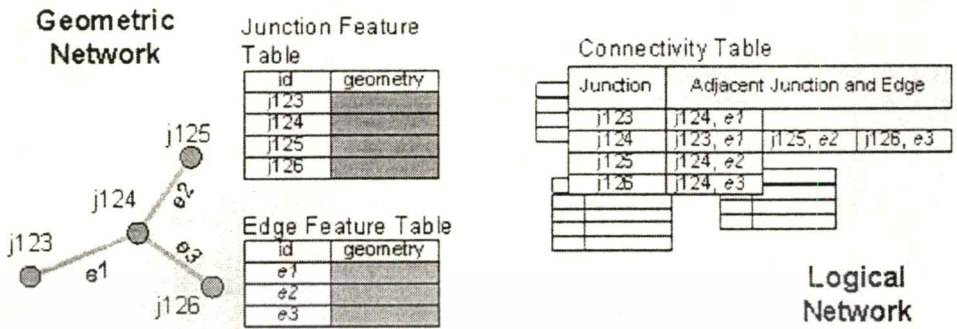 Geometric
Network
j125
j124
e2
j123
e1
e3
j126
Junction Feature
Table
id geometry
j123
j124
j125
j126
Edge Feature Table
id geometry
e1
e2
e3
Connectivity Table
Junction Adjacent Junction and Edge
j123 j124, e1
j124 j123, e1 j125, e2 j126, e3
j125 j124, e2
j126 j124, e3
Logical
Network